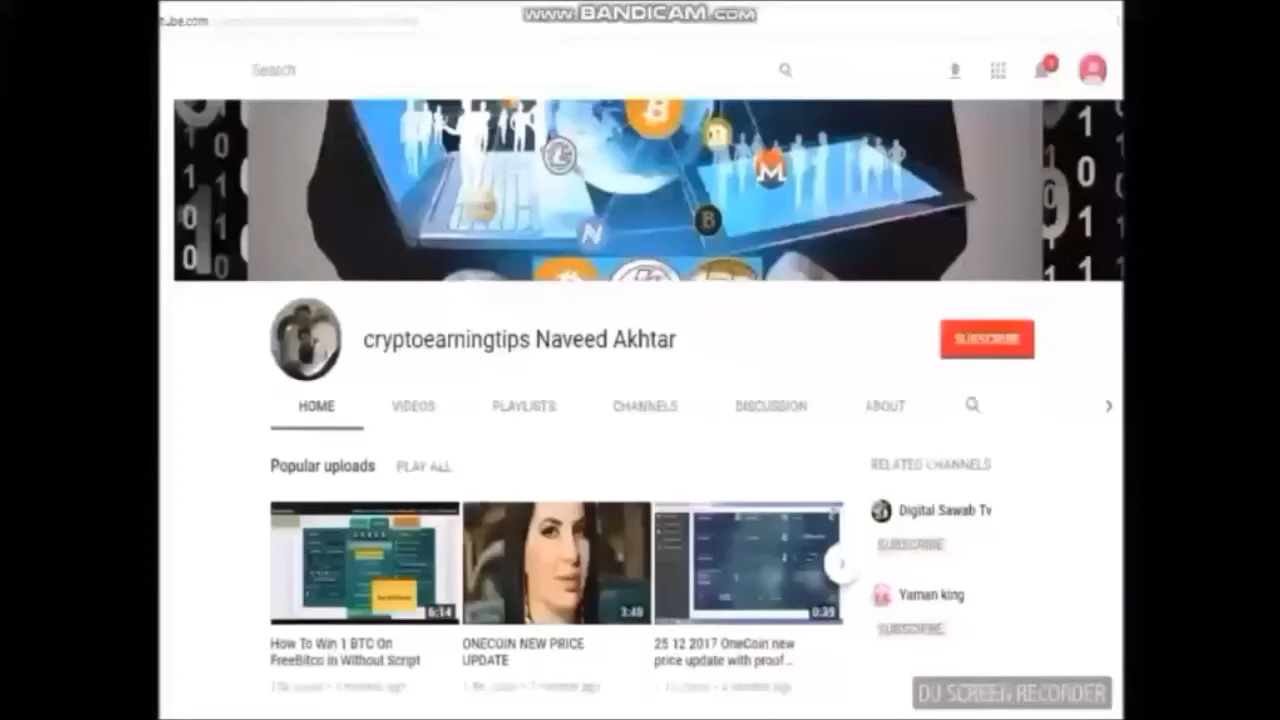 www.BANDICAM.com
Search
cryptoearningtips Naveed Akhtar
SUBSCRIBE
HOME VIDEOS PLAYLISTS CHANNELS DISCUSSION ABOUT
Popular uploads PLAY ALL
RELATED CHANNELS
Digital Sawab Tv
SUBSCRIBE
Yaman king
SUBSCRIBE
6:14
3:40
0:39
How To Win 1 BTC On
FreeBitco in Without Script
ONECOIN NEW PRICE
UPDATE
25 12 2017 OneCoin new
price update with proof...
DU SCREEN RECORDER